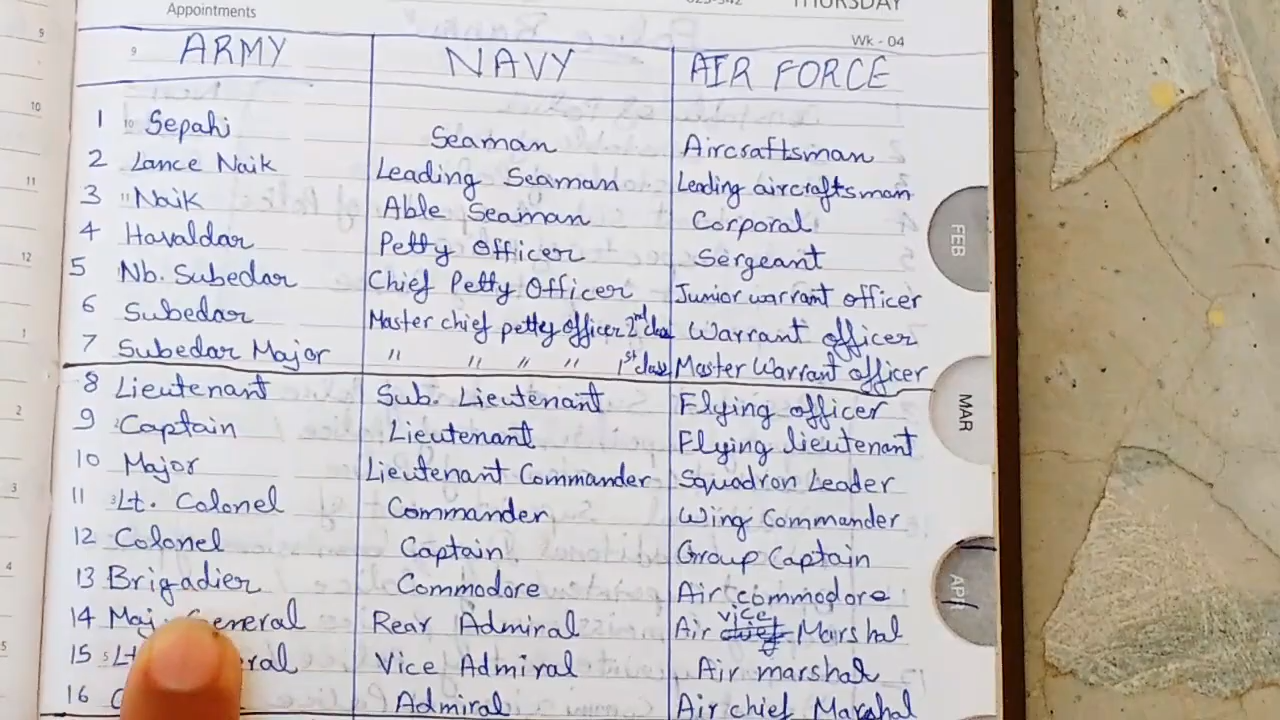 Appointments THURSDAY
Wk - 04
ARMY NAVY AIR FORCE
1 Sepahi Seaman Aircraftsman
2 Lance Naik Leading Seaman Leading aircraftsman
3 " Naik Able Seaman Corporal
4 Havaldar Petty Officer Sergeant
5 Nb. Subedar Chief Petty Officer Junior warrant officer
6 Subedar Master chief petty officer 2nd class Warrant officer
7 Subedar Major " " " " 1st class Master Warrant officer
8 Lieutenant Sub. Lieutenant Flying officer
9 Captain Lieutenant Flying lieutenant
10 Major Lieutenant Commander Squadron Leader
11 Lt. Colonel Commander Wing Commander
12 Colonel Captain Group Captain
13 Brigadier Commodore Air commodore
14 Maj. General Rear Admiral Air vice Marshal
15 Lt Vice Admiral Air marshal
16 Admiral Air chief Marshal
FEB
MAR
APR